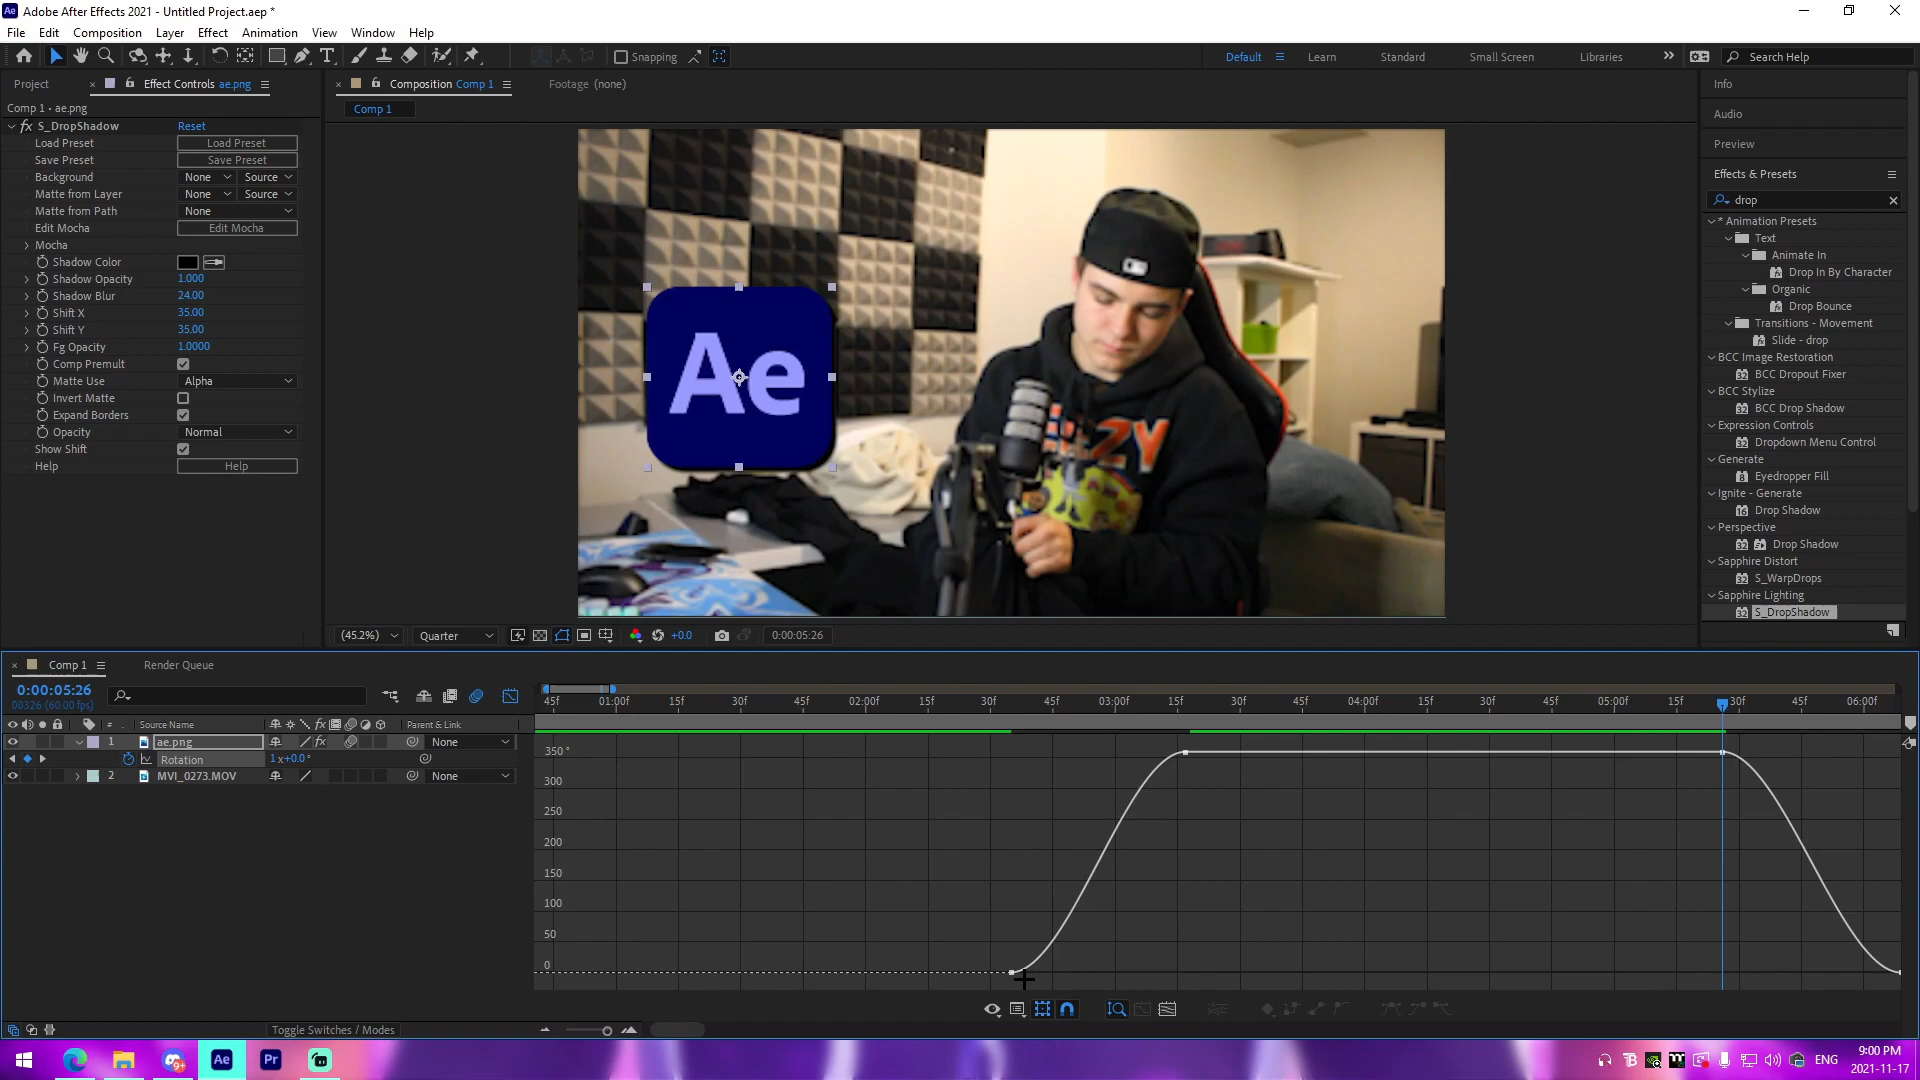 Adobe After Effects 2021 - Untitled Project.aep *
File Edit Composition Layer Effect Animation View Window Help
Snapping
Default Learn Standard Small Screen Libraries
Search Help
Project
Effect Controls ae.png
Composition Comp 1
Footage (none)
Info
Comp 1 • ae.png
Comp 1
Audio
S_DropShadow Reset
Load Preset Load Preset
Save Preset Save Preset
Background None Source
Matte from Layer None Source
Matte from Path None
Edit Mocha Edit Mocha
Mocha
Shadow Color
Shadow Opacity 1.000
Shadow Blur 24.00
Shift X 35.00
Shift Y 35.00
Fg Opacity 1.0000
Comp Premult
Matte Use Alpha
Invert Matte
Expand Borders
Opacity Normal
Show Shift
Help Help
Ae
Preview
Effects & Presets
drop
* Animation Presets
Text
Animate In
Drop In By Character
Organic
Drop Bounce
Transitions - Movement
Slide - drop
BCC Image Restoration
BCC Dropout Fixer
BCC Stylize
BCC Drop Shadow
Expression Controls
Dropdown Menu Control
Generate
Eyedropper Fill
Ignite - Generate
Drop Shadow
Perspective
Drop Shadow
Sapphire Distort
S_WarpDrops
Sapphire Lighting
S_DropShadow
(45.2%) Quarter +0.0 0:00:05:26
Comp 1 Render Queue
0:00:05:26
00326 (60.00 fps)
45f 01:00f 15f 30f 45f 02:00f 15f 30f 45f 03:00f 15f 30f 45f 04:00f 15f 30f 45f 05:00f 15f 30f 45f 06:00f
# Source Name Parent & Link
1 ae.png None
Rotation 1x+0.0°
2 MVI_0273.MOV None
350 °
300
250
200
150
100
50
0
Toggle Switches / Modes
Ae Pr
ENG
9:00 PM
2021-11-17